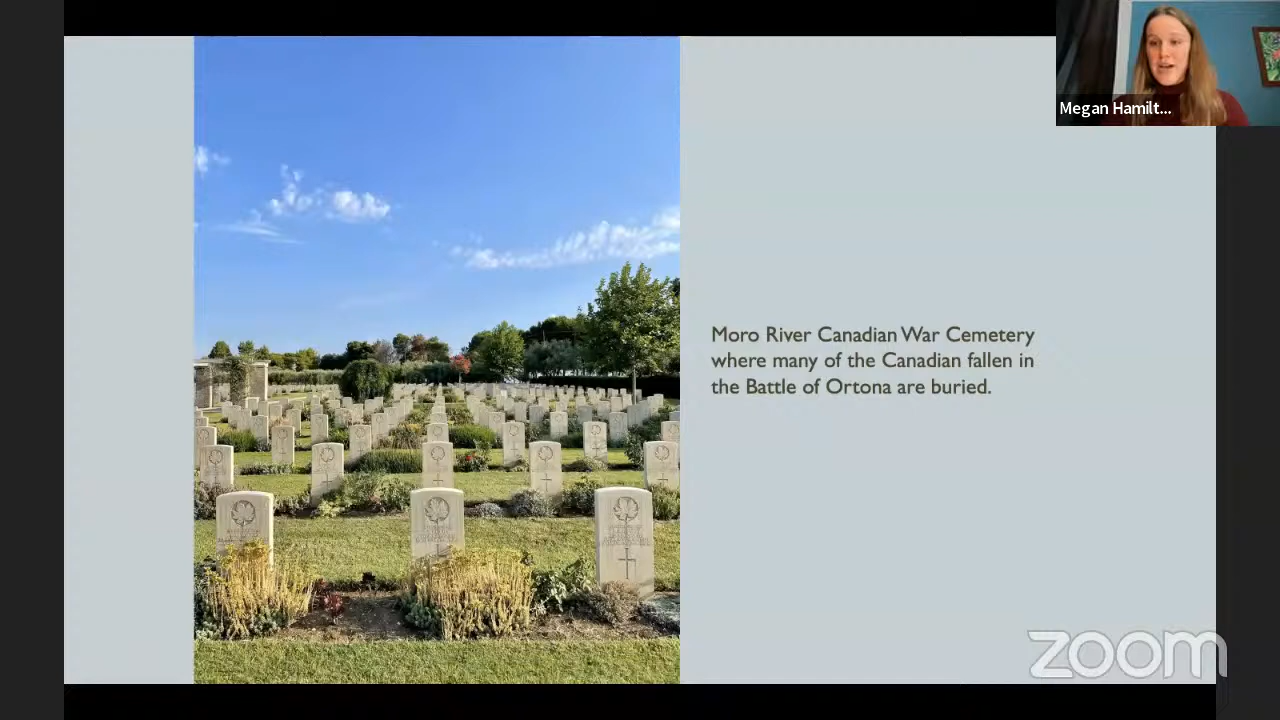 Megan Hamilt...
Moro River Canadian War Cemetery
where many of the Canadian fallen in
the Battle of Ortona are buried.
zoom